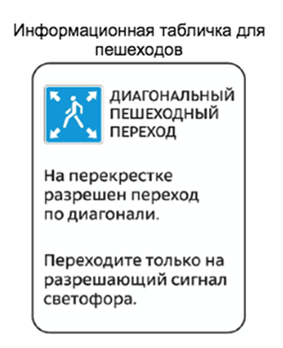 Информационная табличка для
пешеходов
ДИАГОНАЛЬНЫЙ
ПЕШЕХОДНЫЙ
ПЕРЕХОД
На перекрестке
разрешен переход
по диагонали.
Переходите только на
разрешающий сигнал
светофора.